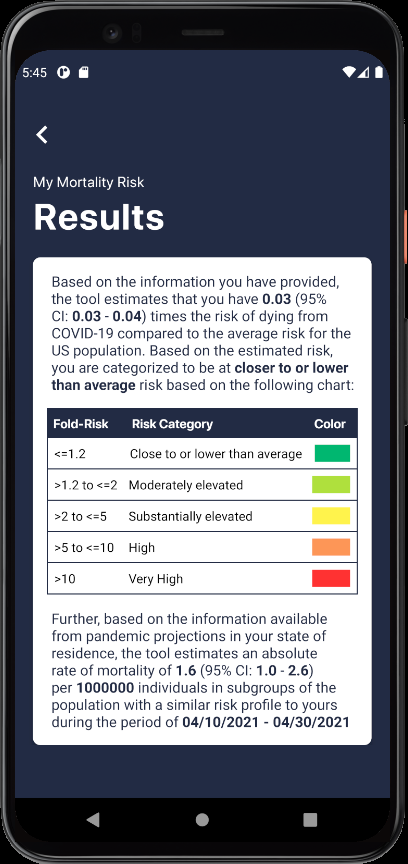 5:45
My Mortality Risk
Results
Based on the information you have provided,
the tool estimates that you have 0.03 (95%
CI: 0.03 - 0.04) times the risk of dying from
COVID-19 compared to the average risk for the
US population. Based on the estimated risk,
you are categorized to be at closer to or lower
than average risk based on the following chart:
Fold-Risk Risk Category Color
<=1.2 Close to or lower than average
>1.2 to <=2 Moderately elevated
>2 to <=5 Substantially elevated
>5 to <=10 High
>10 Very High
Further, based on the information available
from pandemic projections in your state of
residence, the tool estimates an absolute
rate of mortality of 1.6 (95% CI: 1.0 - 2.6)
per 1000000 individuals in subgroups of the
population with a similar risk profile to yours
during the period of 04/10/2021 - 04/30/2021